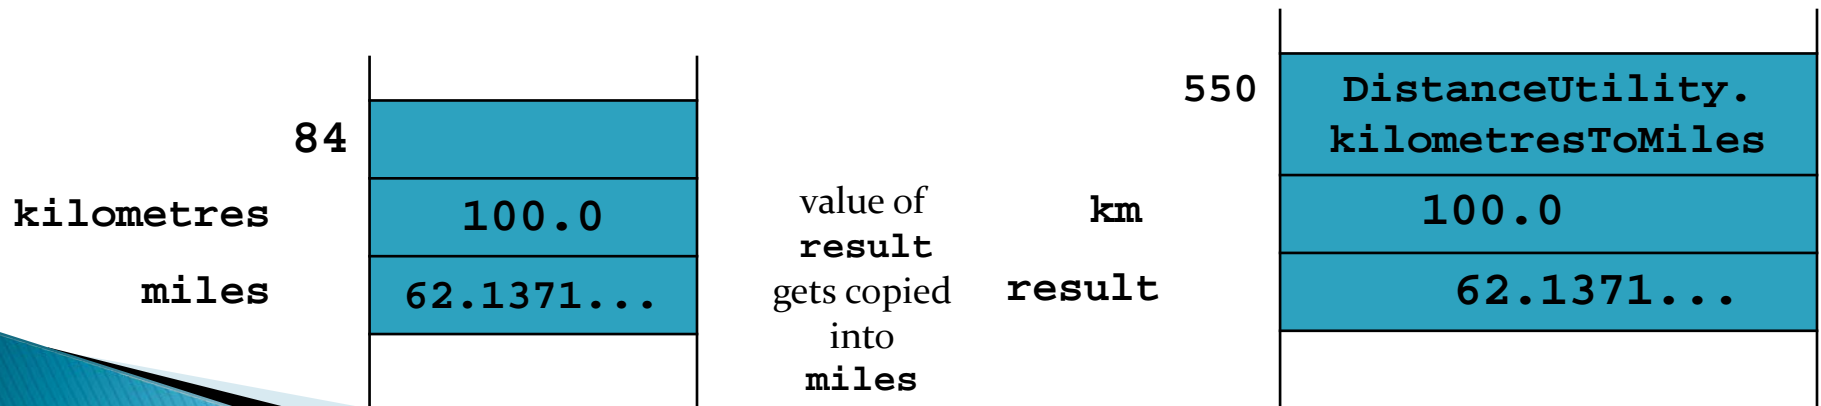 84
kilometres
100.0
miles
62.1371...
value of
result
gets copied
into
miles
550
DistanceUtility.
kilometresToMiles
km
100.0
result
62.1371...